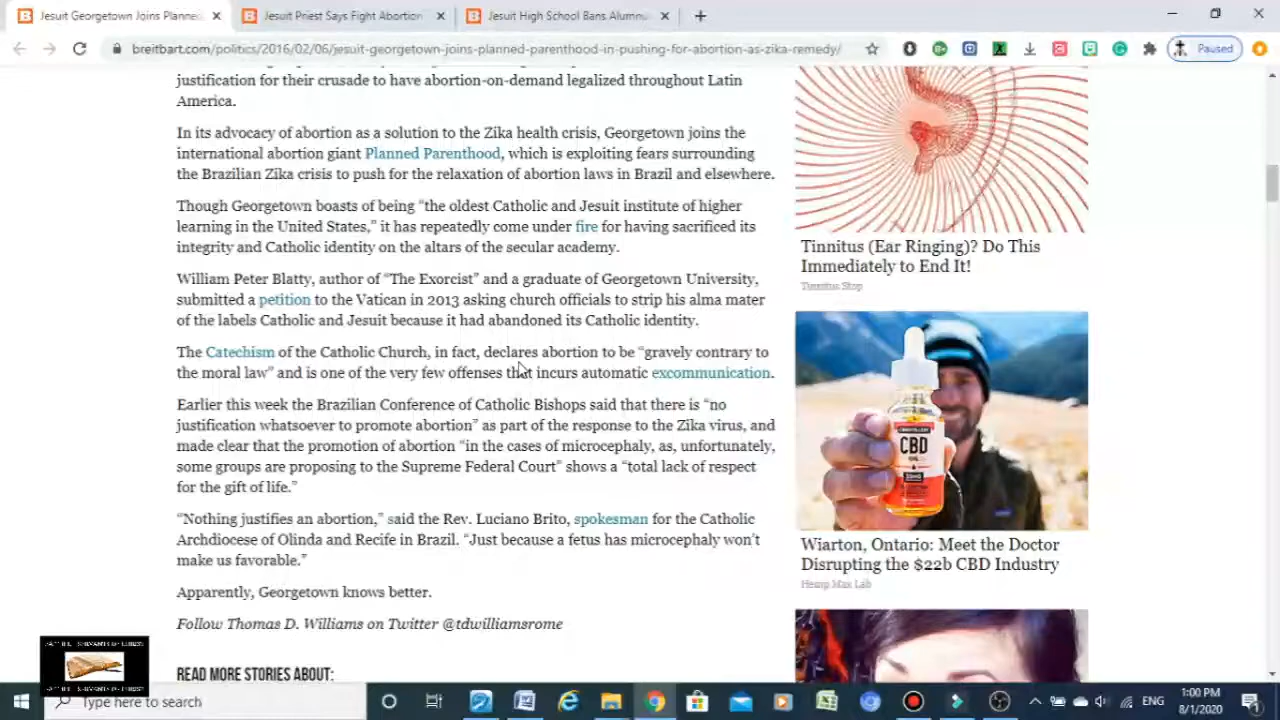 Jesuit Georgetown Joins Planne
Jesuit Priest Says Fight Abortion
Jesuit High School Bans Alumnu
breitbart.com/politics/2016/02/06/jesuit-georgetown-joins-planned-parenthood-in-pushing-for-abortion-as-zika-remedy/
Paused
justification for their crusade to have abortion-on-demand legalized throughout Latin
America.
In its advocacy of abortion as a solution to the Zika health crisis, Georgetown joins the
international abortion giant Planned Parenthood, which is exploiting fears surrounding
the Brazilian Zika crisis to push for the relaxation of abortion laws in Brazil and elsewhere.
Though Georgetown boasts of being “the oldest Catholic and Jesuit institute of higher
learning in the United States,” it has repeatedly come under fire for having sacrificed its
integrity and Catholic identity on the altars of the secular academy.
William Peter Blatty, author of “The Exorcist” and a graduate of Georgetown University,
submitted a petition to the Vatican in 2013 asking church officials to strip his alma mater
of the labels Catholic and Jesuit because it had abandoned its Catholic identity.
The Catechism of the Catholic Church, in fact, declares abortion to be “gravely contrary to
the moral law” and is one of the very few offenses that incurs automatic excommunication.
Earlier this week the Brazilian Conference of Catholic Bishops said that there is “no
justification whatsoever to promote abortion” as part of the response to the Zika virus, and
made clear that the promotion of abortion “in the cases of microcephaly, as, unfortunately,
some groups are proposing to the Supreme Federal Court” shows a “total lack of respect
for the gift of life.”
“Nothing justifies an abortion,” said the Rev. Luciano Brito, spokesman for the Catholic
Archdiocese of Olinda and Recife in Brazil. “Just because a fetus has microcephaly won’t
make us favorable.”
Apparently, Georgetown knows better.
Follow Thomas D. Williams on Twitter @tdwilliamsrome
READ MORE STORIES ABOUT:
Tinnitus (Ear Ringing)? Do This
Immediately to End It!
Tinnitus Stop
CBD
Wiarton, Ontario: Meet the Doctor
Disrupting the $22b CBD Industry
Hemp Max Lab
Type here to search
ENG
1:00 PM
8/1/2020